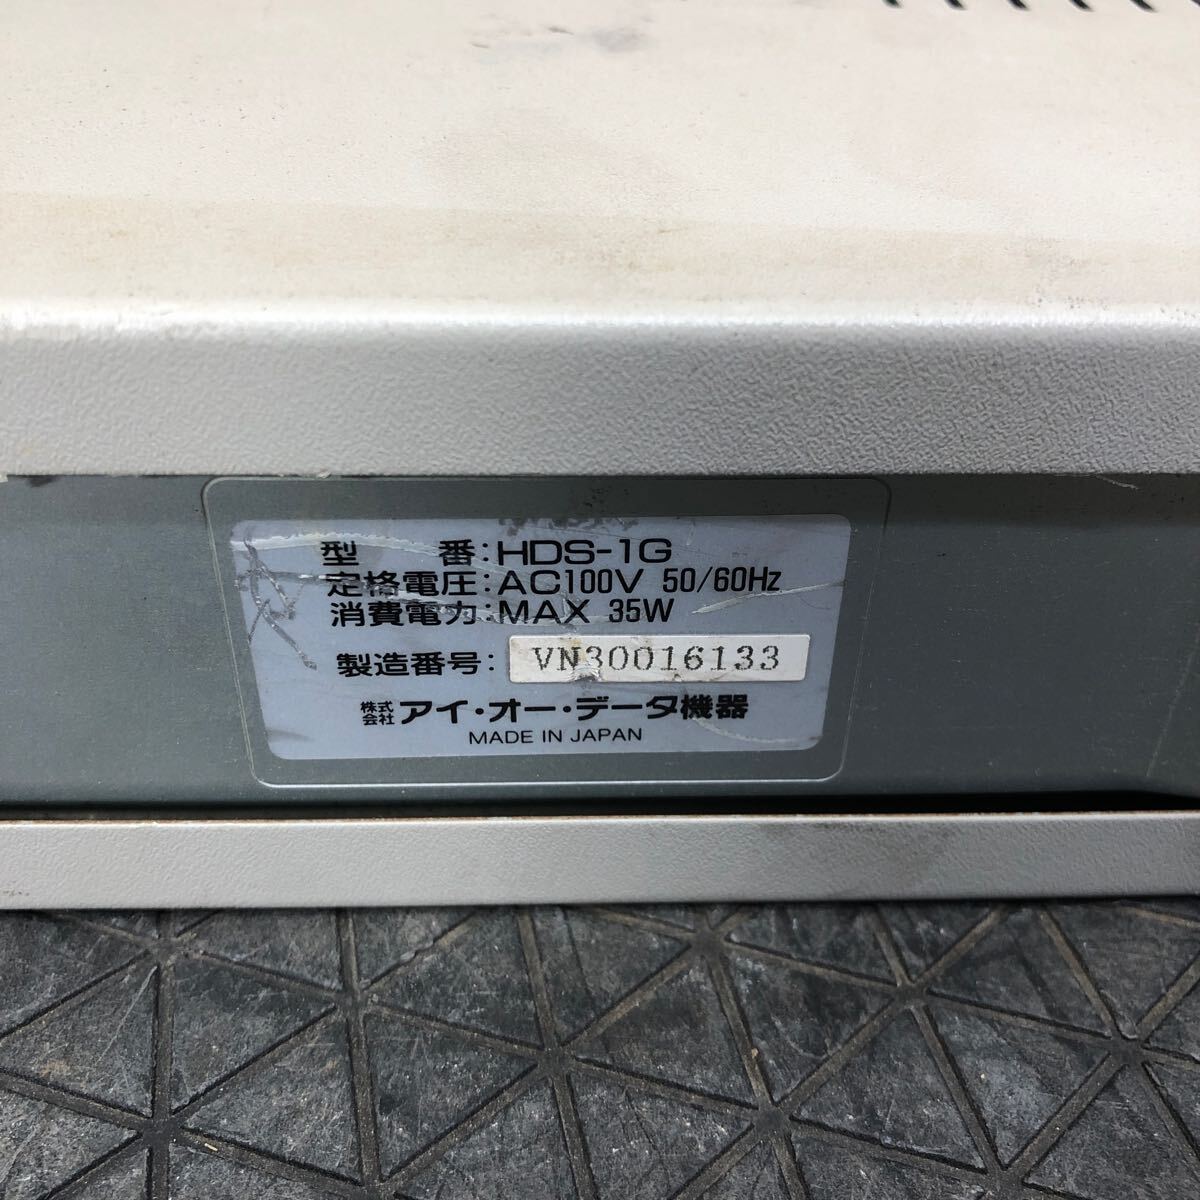 型 番:HDS-1G
定格電圧:AC100V 50/60Hz
消費電力:MAX 35W
製造番号: VN30016133
株式会社 アイ・オー・データ機器
MADE IN JAPAN